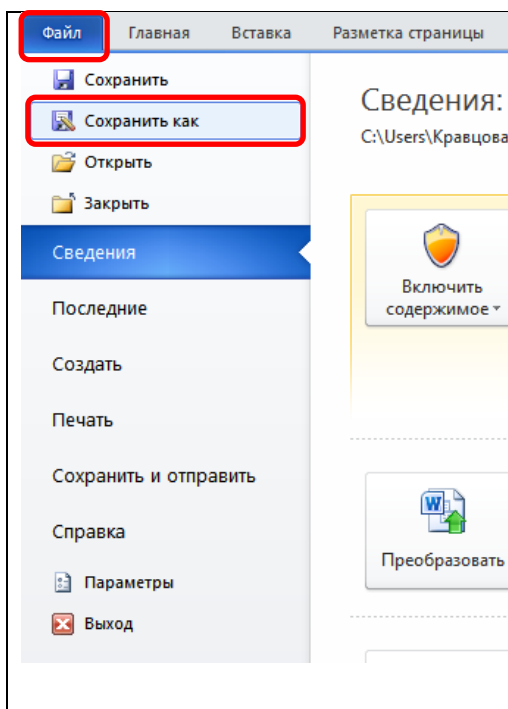 Файл Главная Вставка Разметка страницы
Сохранить
Сохранить как
Открыть
Закрыть
Сведения
Последние
Создать
Печать
Сохранить и отправить
Справка
Параметры
Выход
Сведения:
C:\Users\Кравцова
Включить
содержимое
Преобразовать